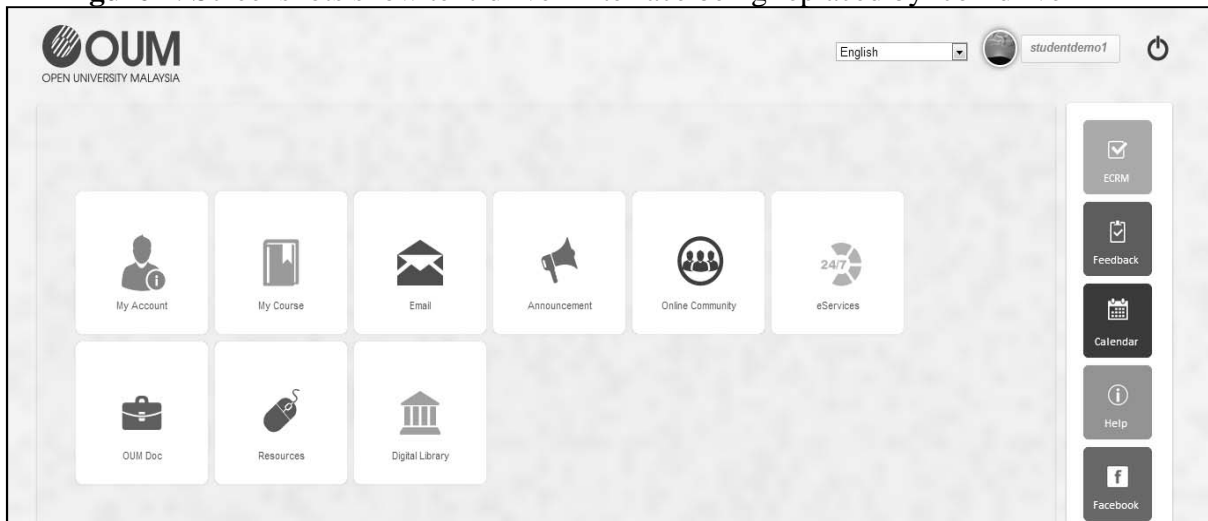 OUM
OPEN UNIVERSITY MALAYSIA
English
studentdemo1
ECRM
Feedback
Calendar
Help
Facebook
My Account
My Course
Email
Announcement
Online Community
24/7
eServices
OUM Doc
Resources
Digital Library